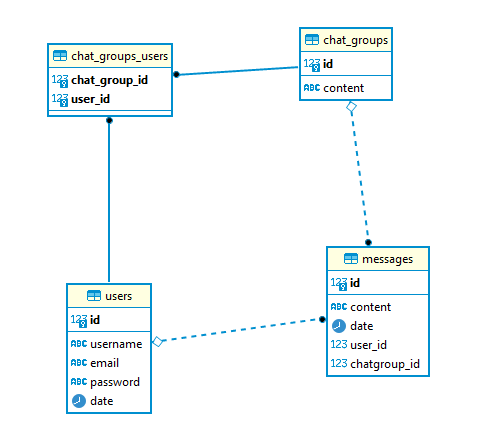 chat_groups_users
123 chat_group_id
123 user_id
chat_groups
123 id
ABC content
messages
123 id
ABC content
date
123 user_id
123 chatgroup_id
users
123 id
ABC username
ABC email
ABC password
date